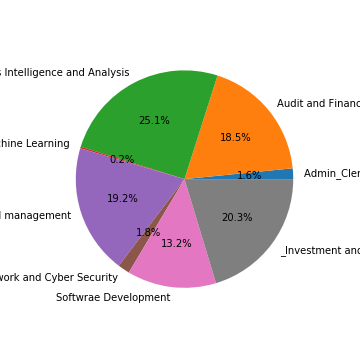 s Intelligence and Analysis
25.1%
Audit and Financ
18.5%
chine Learning
0.2%
1.6%
Admin_Cler
19.2%
20.3%
d management
1.8%
13.2%
_Investment and
work and Cyber Security
Softwrae Development